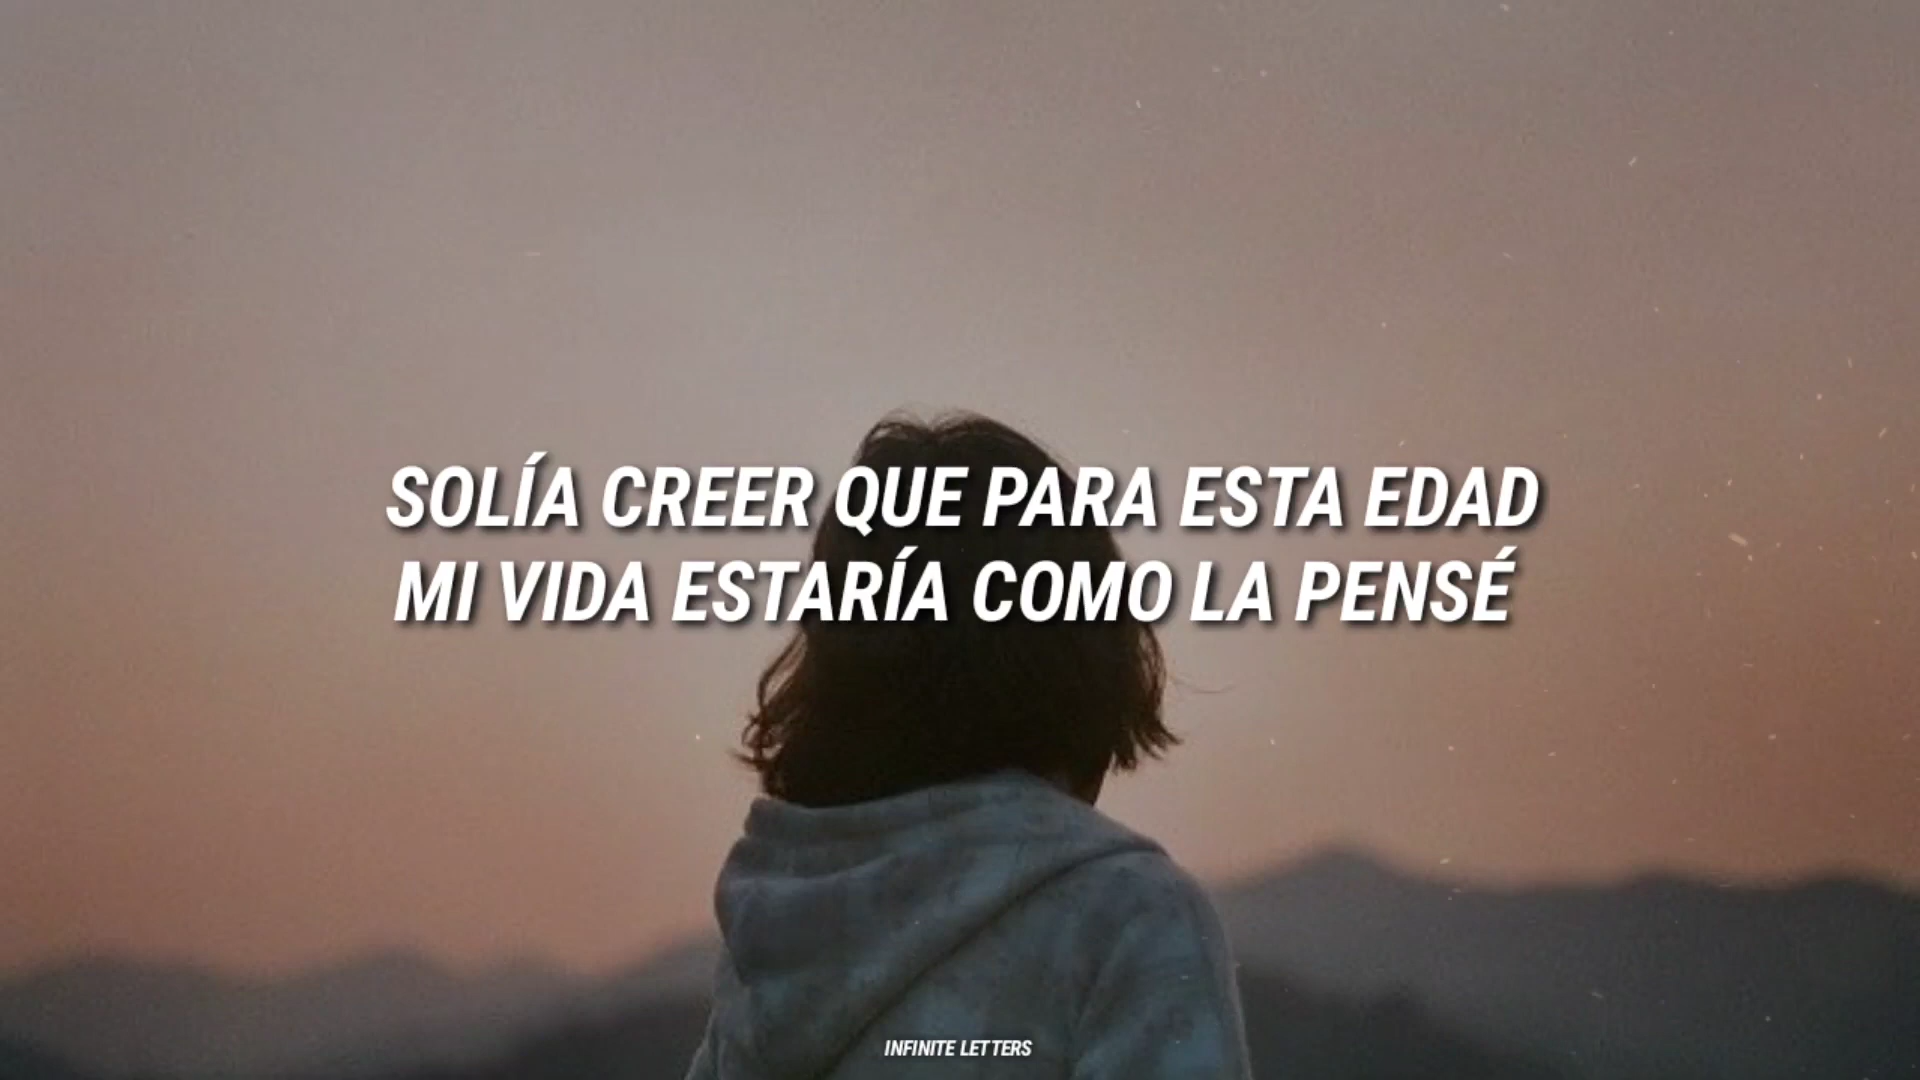 SOLÍA CREER QUE PARA ESTA EDAD
MI VIDA ESTARÍA COMO LA PENSÉ
INFINITE LETTERS